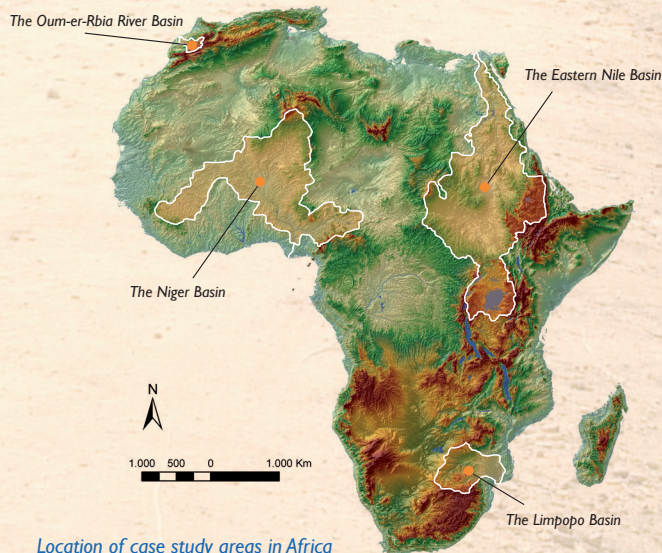 The Oum-er-Rbia River Basin
The Eastern Nile Basin
The Niger Basin
N
1.000 500 0 1.000 Km
The Limpopo Basin
Location of case study areas in Africa